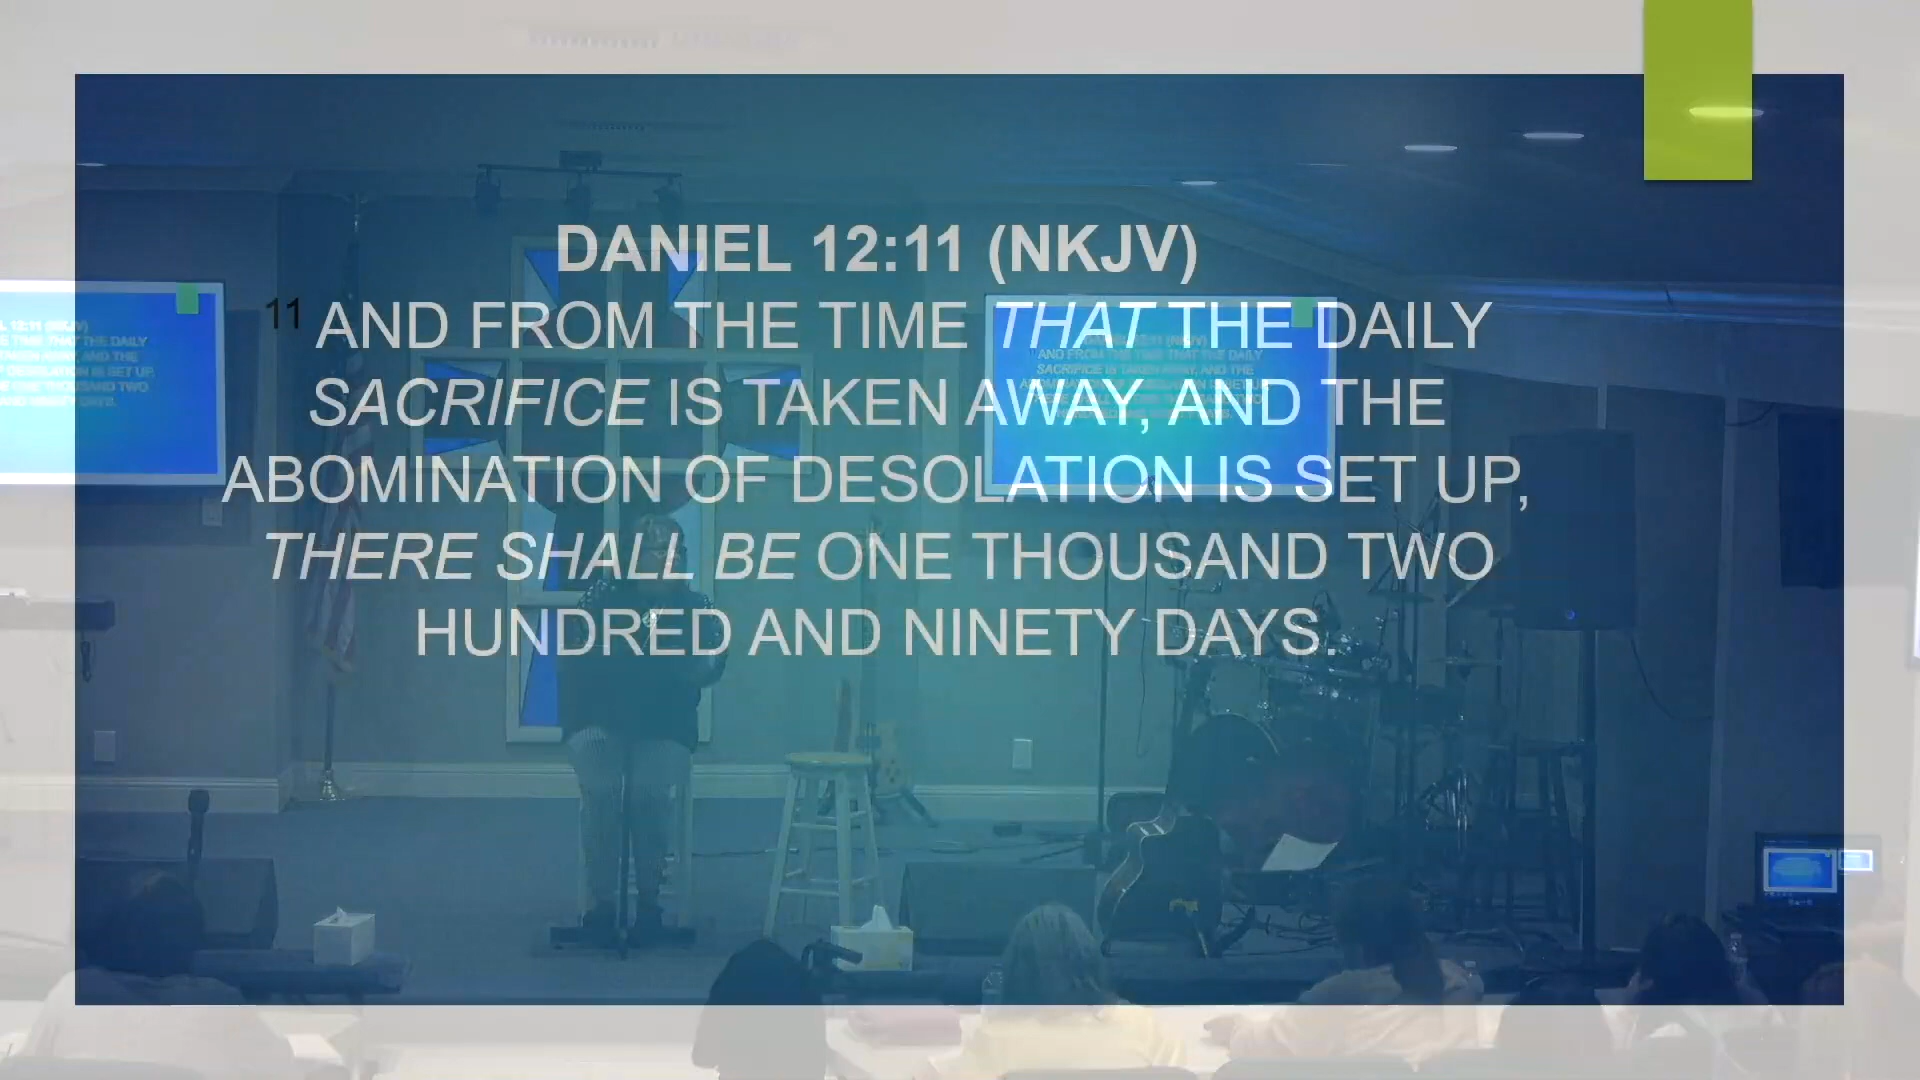 DANIEL 12:11 (NKJV)
11 AND FROM THE TIME THAT THE DAILY
SACRIFICE IS TAKEN AWAY, AND THE
ABOMINATION OF DESOLATION IS SET UP,
THERE SHALL BE ONE THOUSAND TWO
HUNDRED AND NINETY DAYS.